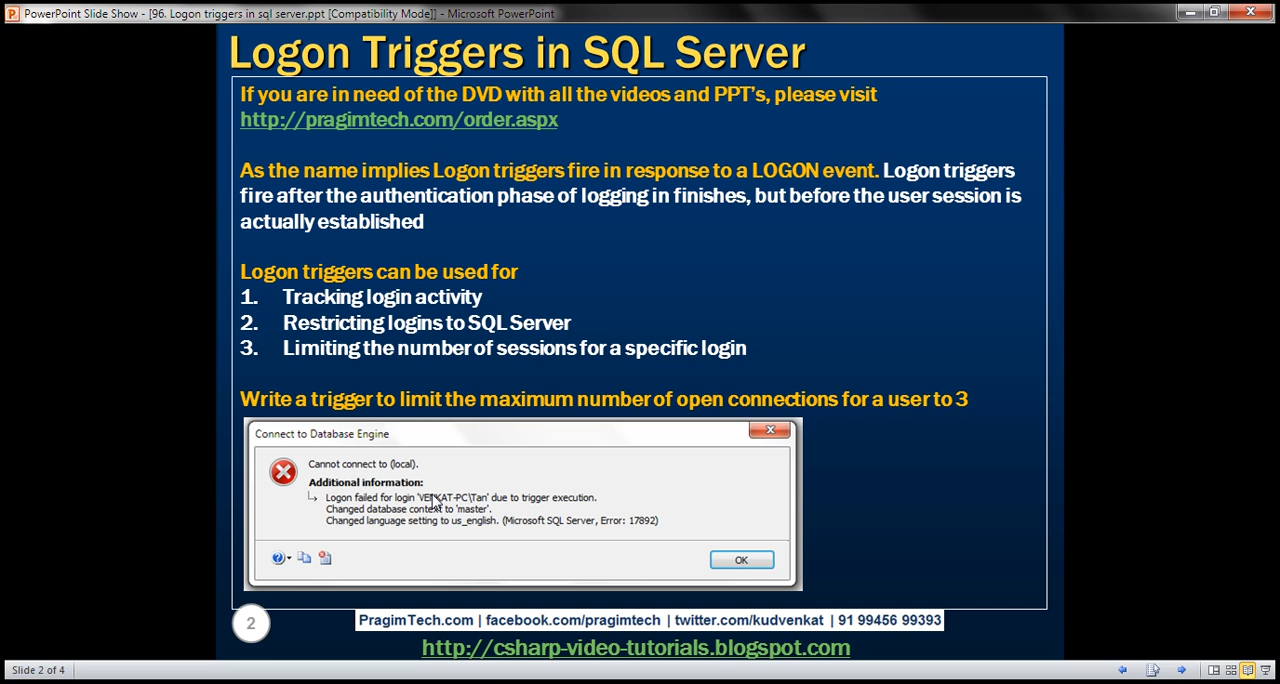 PowerPoint Slide Show - [96. Logon triggers in sql server.ppt [Compatibility Mode]] - Microsoft PowerPoint
Logon Triggers in SQL Server
If you are in need of the DVD with all the videos and PPT's, please visit
http://pragimtech.com/order.aspx
As the name implies Logon triggers fire in response to a LOGON event. Logon triggers
fire after the authentication phase of logging in finishes, but before the user session is
actually established
Logon triggers can be used for
1. Tracking login activity
2. Restricting logins to SQL Server
3. Limiting the number of sessions for a specific login
Write a trigger to limit the maximum number of open connections for a user to 3
Connect to Database Engine
Cannot connect to (local).
Additional information:
Logon failed for login 'VENKAT-PC\Tan' due to trigger execution.
Changed database context to 'master'.
Changed language setting to us_english. (Microsoft SQL Server, Error: 17892)
OK
2
PragimTech.com | facebook.com/pragimtech | twitter.com/kudvenkat | 91 99456 99393
http://csharp-video-tutorials.blogspot.com
Slide 2 of 4